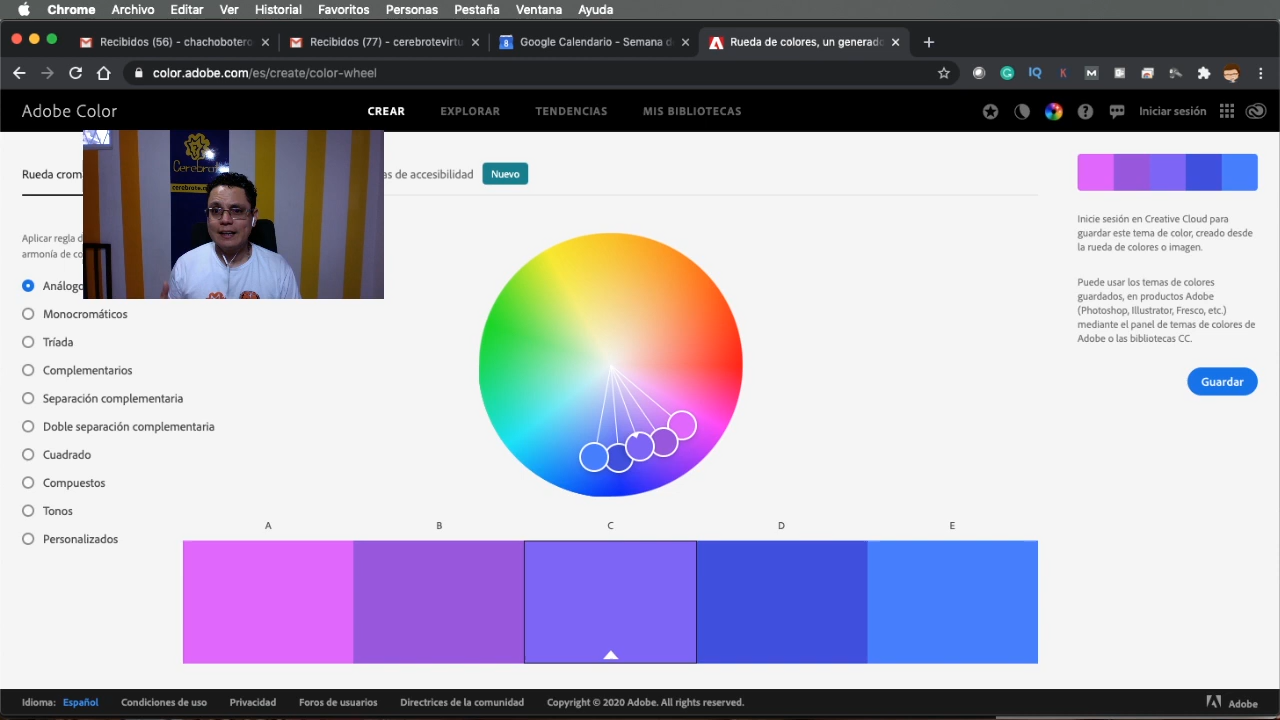 Chrome Archivo Editar Ver Historial Favoritos Personas Pestaña Ventana Ayuda
Recibidos (56) - chachobotero
Recibidos (77) - cerebrotevirtu
8 Google Calendario - Semana d
Rueda de colores, un generado
color.adobe.com/es/create/color-wheel
Adobe Color
CREAR EXPLORAR TENDENCIAS MIS BIBLIOTECAS
Iniciar sesión
Rueda crom
as de accesibilidad Nuevo
Cerebrote
Aplicar regla d
armonía de co
Análogo
Monocromáticos
Tríada
Complementarios
Separación complementaria
Doble separación complementaria
Cuadrado
Compuestos
Tonos
Personalizados
A B C D E
Inicie sesión en Creative Cloud para
guardar este tema de color, creado desde
la rueda de colores o imagen.
Puede usar los temas de colores
guardados, en productos Adobe
(Photoshop, Illustrator, Fresco, etc.)
mediante el panel de temas de colores de
Adobe o las bibliotecas CC.
Guardar
Idioma: Español Condiciones de uso Privacidad Foros de usuarios Directrices de la comunidad Copyright © 2020 Adobe. All rights reserved.
Adobe